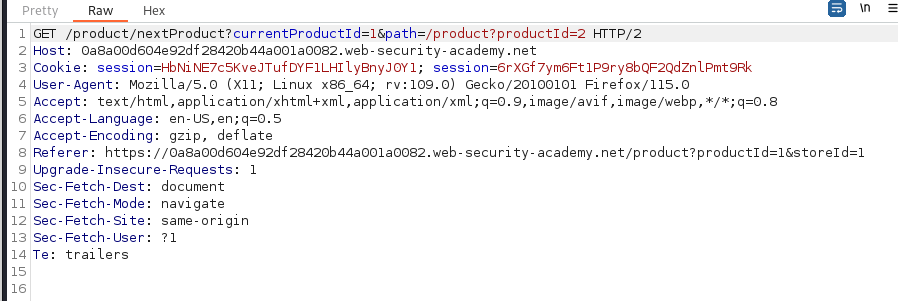 Pretty Raw Hex \n
1 GET /product/nextProduct?currentProductId=1&path=/product?productId=2 HTTP/2
2 Host: 0a8a00d604e92df28420b44a001a0082.web-security-academy.net
3 Cookie: session=HbNiNE7c5KveJTufDYF1LHIlyBnyJOY1; session=6rXGf7ym6Ft1P9ry8bQF2QdZnlPmt9Rk
4 User-Agent: Mozilla/5.0 (X11; Linux x86_64; rv:109.0) Gecko/20100101 Firefox/115.0
5 Accept: text/html,application/xhtml+xml,application/xml;q=0.9,image/avif,image/webp,*/*;q=0.8
6 Accept-Language: en-US,en;q=0.5
7 Accept-Encoding: gzip, deflate
8 Referer: https://0a8a00d604e92df28420b44a001a0082.web-security-academy.net/product?productId=1&storeId=1
9 Upgrade-Insecure-Requests: 1
10 Sec-Fetch-Dest: document
11 Sec-Fetch-Mode: navigate
12 Sec-Fetch-Site: same-origin
13 Sec-Fetch-User: ?1
14 Te: trailers
15
16